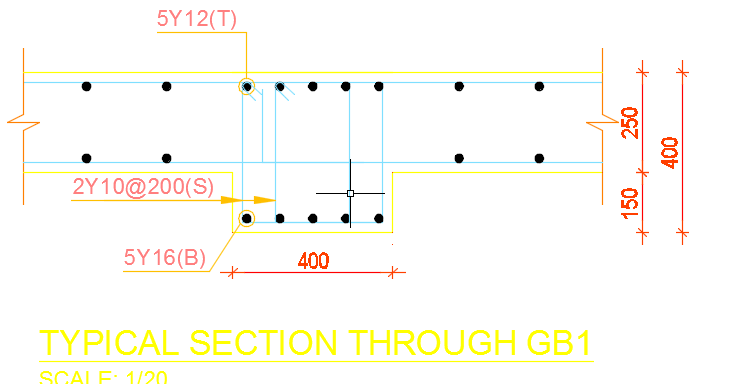 5Y12(T)
250
400
2Y10@200(S)
150
5Y16(B)
400
TYPICAL SECTION THROUGH GB1
SCALE: 1/20